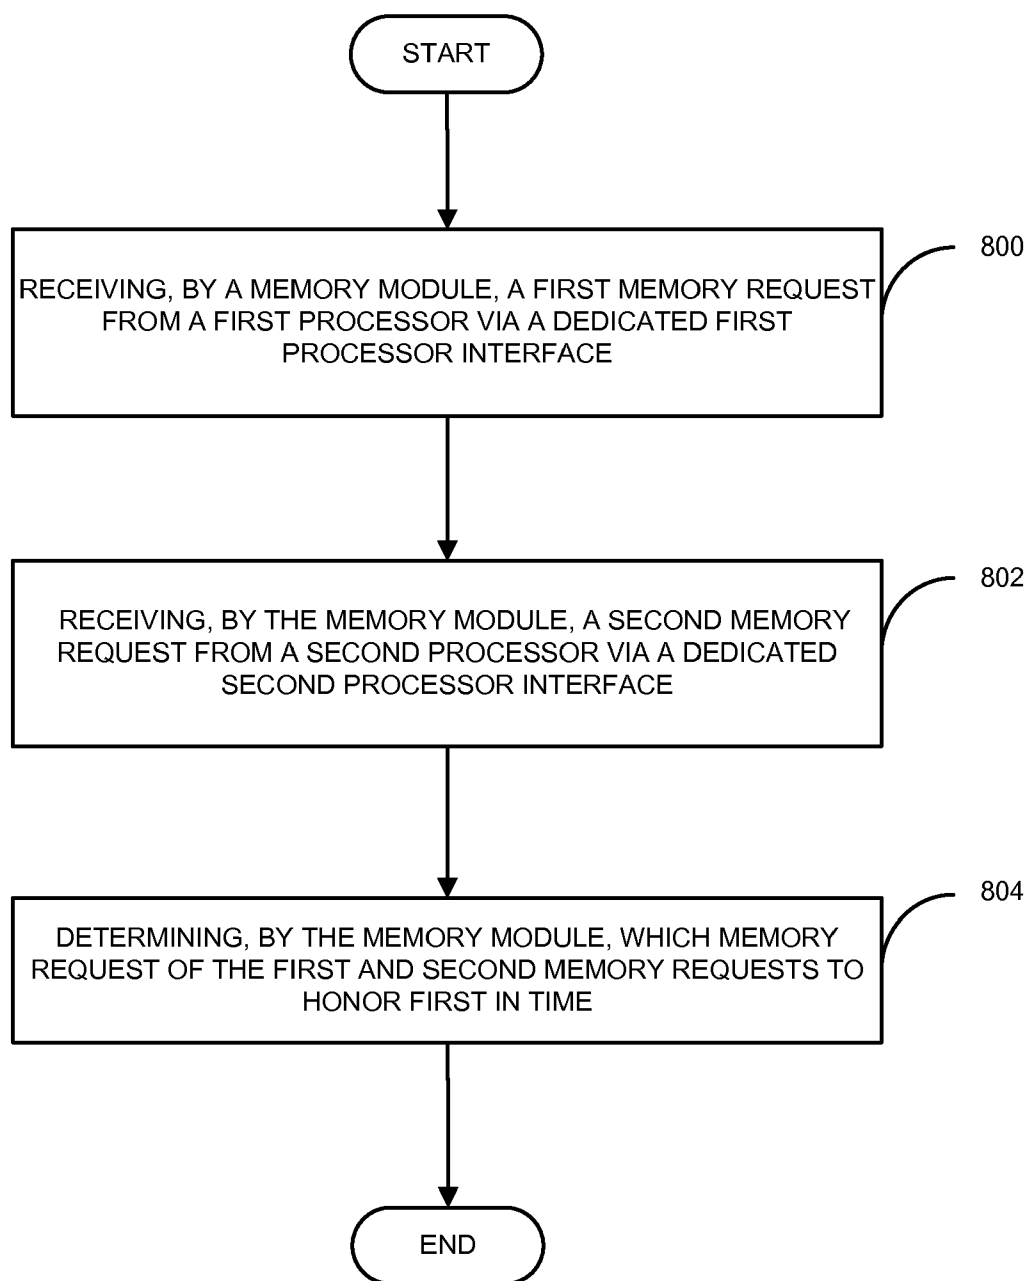 START
800
RECEIVING, BY A MEMORY MODULE, A FIRST MEMORY REQUEST
FROM A FIRST PROCESSOR VIA A DEDICATED FIRST
PROCESSOR INTERFACE
802
RECEIVING, BY THE MEMORY MODULE, A SECOND MEMORY
REQUEST FROM A SECOND PROCESSOR VIA A DEDICATED
SECOND PROCESSOR INTERFACE
804
DETERMINING, BY THE MEMORY MODULE, WHICH MEMORY
REQUEST OF THE FIRST AND SECOND MEMORY REQUESTS TO
HONOR FIRST IN TIME
END